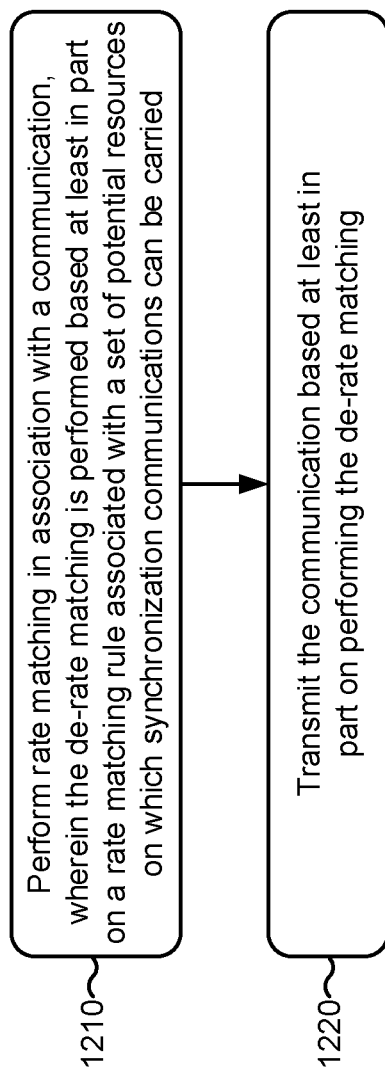 1210
Perform rate matching in association with a communication,
wherein the de-rate matching is performed based at least in part
on a rate matching rule associated with a set of potential resources
on which synchronization communications can be carried
1220
Transmit the communication based at least in
part on performing the de-rate matching